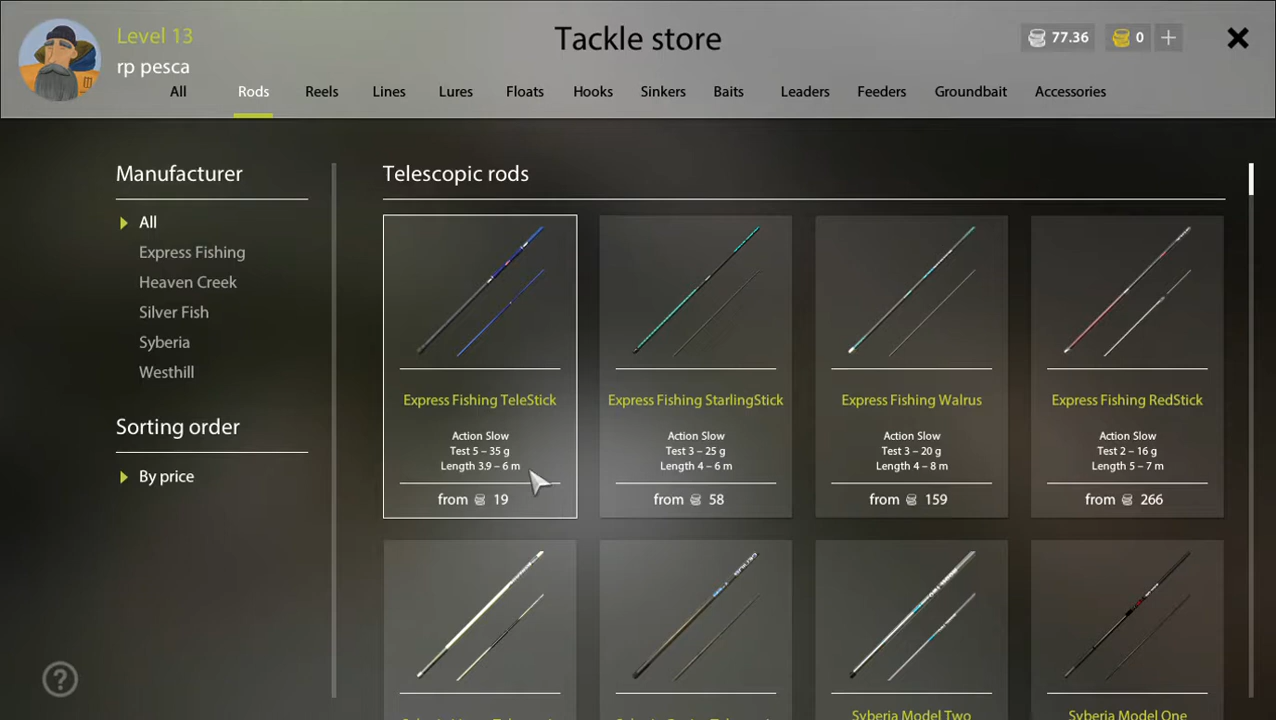 Level 13
rp pesca
Tackle store
77.36
0
All
Rods
Reels
Lines
Lures
Floats
Hooks
Sinkers
Baits
Leaders
Feeders
Groundbait
Accessories
Manufacturer
All
Express Fishing
Heaven Creek
Silver Fish
Syberia
Westhill
Sorting order
By price
Telescopic rods
Express Fishing TeleStick
Action Slow
Test 5 – 35 g
Length 3.9 – 6 m
from 19
Express Fishing StarlingStick
Action Slow
Test 3 – 25 g
Length 4 – 6 m
from 58
Express Fishing Walrus
Action Slow
Test 3 – 20 g
Length 4 – 8 m
from 159
Express Fishing RedStick
Action Slow
Test 2 – 16 g
Length 5 – 7 m
from 266
Syberia Model Two
Syberia Model One
?